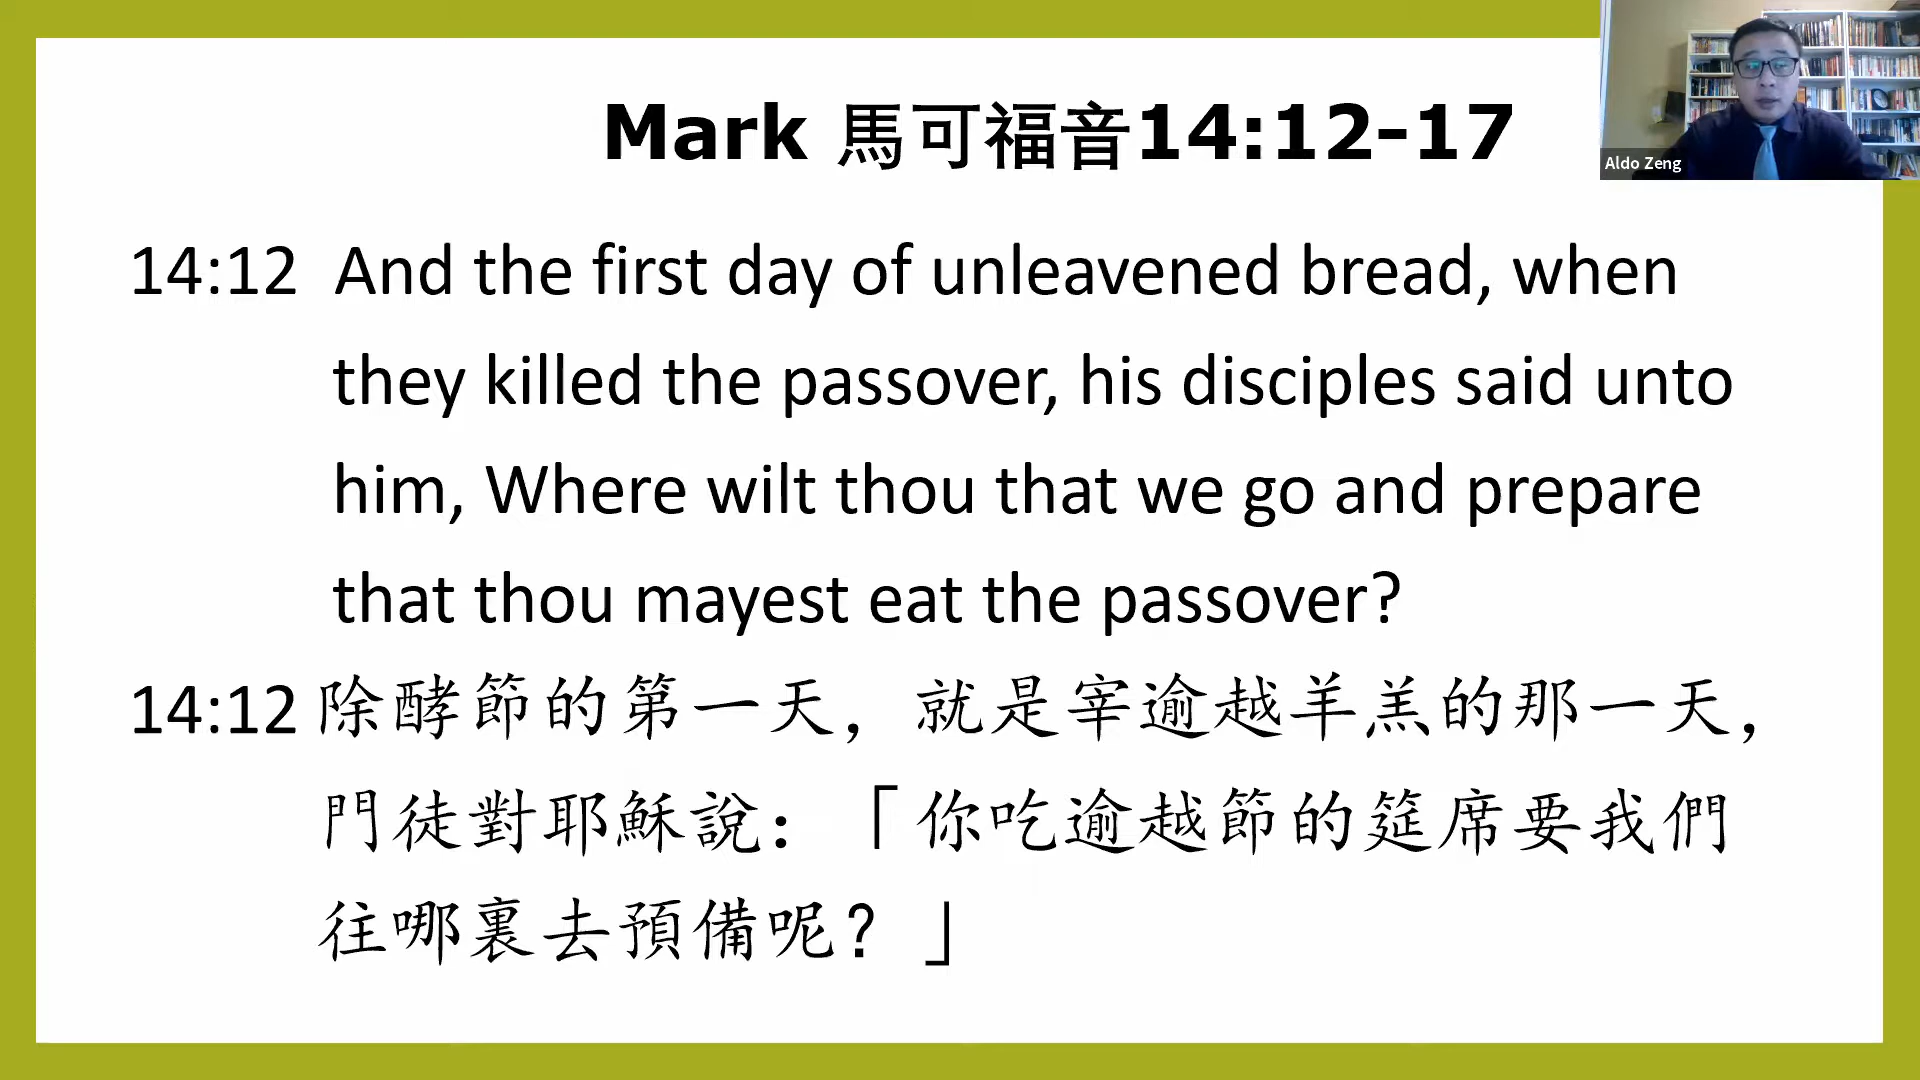 Mark 馬可福音14:12-17
Aldo Zeng
14:12 And the first day of unleavened bread, when
they killed the passover, his disciples said unto
him, Where wilt thou that we go and prepare
that thou mayest eat the passover?
14:12 除酵節的第一天，就是宰逾越羊羔的那一天，
門徒對耶穌說：「你吃逾越節的筵席要我們
往哪裏去預備呢？」